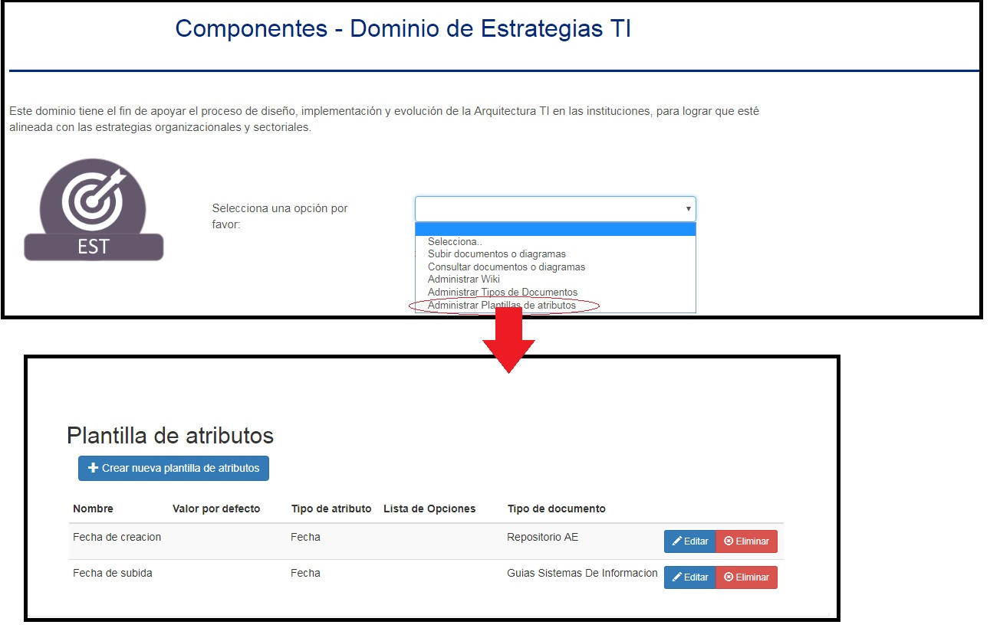 Componentes - Dominio de Estrategias TI
Este dominio tiene el fin de apoyar el proceso de diseño, implementación y evolución de la Arquitectura TI en las instituciones, para lograr que esté
alineada con las estrategias organizacionales y sectoriales.
EST
Selecciona una opción por
favor:
Selecciona..
Subir documentos o diagramas
Consultar documentos o diagramas
Administrar Wiki
Administrar Tipos de Documentos
Administrar Plantillas de atributos
Plantilla de atributos
Crear nueva plantilla de atributos
Nombre Valor por defecto Tipo de atributo Lista de Opciones Tipo de documento
Fecha de creacion Fecha Repositorio AE Editar Eliminar
Fecha de subida Fecha Guias Sistemas De Informacion Editar Eliminar